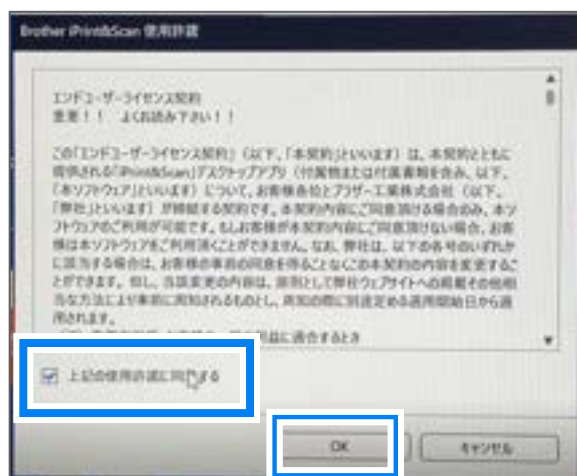 Brother iPrint&Scan 使用許諾
エンドユーザーライセンス契約
重要！！ よくお読み下さい！！
この「エンドユーザーライセンス契約」（以下、「本契約」といいます）は、本契約とともに
提供される「iPrint&Scan」デスクトップアプリ（付属物または付属書類を含み、以下、
「本ソフトウェア」といいます）について、お客様各位とブラザー工業株式会社（以下、
「弊社」といいます）が締結する契約です。本契約内容にご同意頂ける場合のみ、本ソ
フトウェアのご利用が可能です。もしお客様が本契約内容にご同意頂けない場合、お客
様は本ソフトウェアをご利用頂くことができません。なお、弊社は、以下の各号のいずれか
に該当する場合は、お客様の事前の同意を得ることなくこの本契約の内容を変更するこ
とができます。但し、当該変更の内容は、原則として弊社ウェブサイトへの掲載その他相
当な方法により事前に周知されるものとし、周知の際に別途定める適用開始日から適
用されます。
益に適合するとき
上記の使用許諾に同する
OK
キャンセル